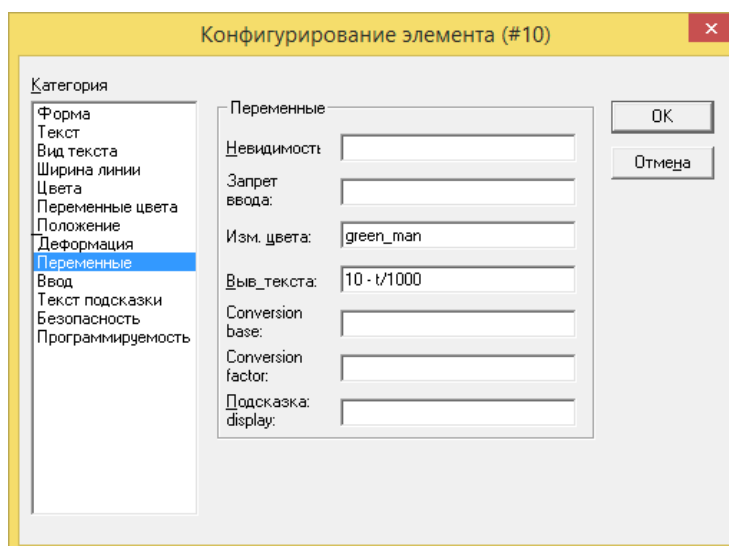 Конфигурирование элемента (#10)
Категория
Форма
Текст
Вид текста
Ширина линии
Цвета
Переменные цвета
Положение
Деформация
Переменные
Ввод
Текст подсказки
Безопасность
Программируемость
Переменные
Невидимость
Запрет
ввода:
Изм. цвета:
green_man
Выв_текста:
10 - t/1000
Conversion
base:
Conversion
factor:
Подсказка:
display:
OK
Отмена